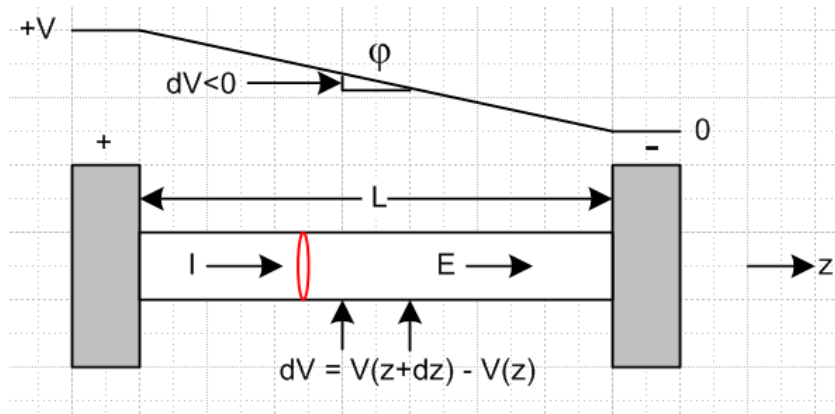 +V
φ
dV<0
0
+
-
L
I
E
z
dV = V(z+dz) - V(z)